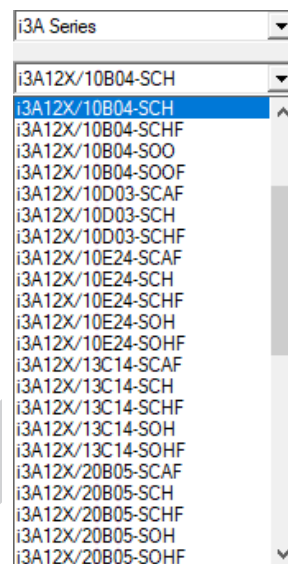 i3A Series
i3A12X/10B04-SCH
i3A12X/10B04-SCH
i3A12X/10B04-SCHF
i3A12X/10B04-SOO
i3A12X/10B04-SOOF
i3A12X/10D03-SCAF
i3A12X/10D03-SCH
i3A12X/10D03-SCHF
i3A12X/10E24-SCAF
i3A12X/10E24-SCH
i3A12X/10E24-SCHF
i3A12X/10E24-SOH
i3A12X/10E24-SOHF
i3A12X/13C14-SCAF
i3A12X/13C14-SCH
i3A12X/13C14-SCHF
i3A12X/13C14-SOH
i3A12X/13C14-SOHF
i3A12X/20B05-SCAF
i3A12X/20B05-SCH
i3A12X/20B05-SCHF
i3A12X/20B05-SOH
i3A12X/20B05-SOHF